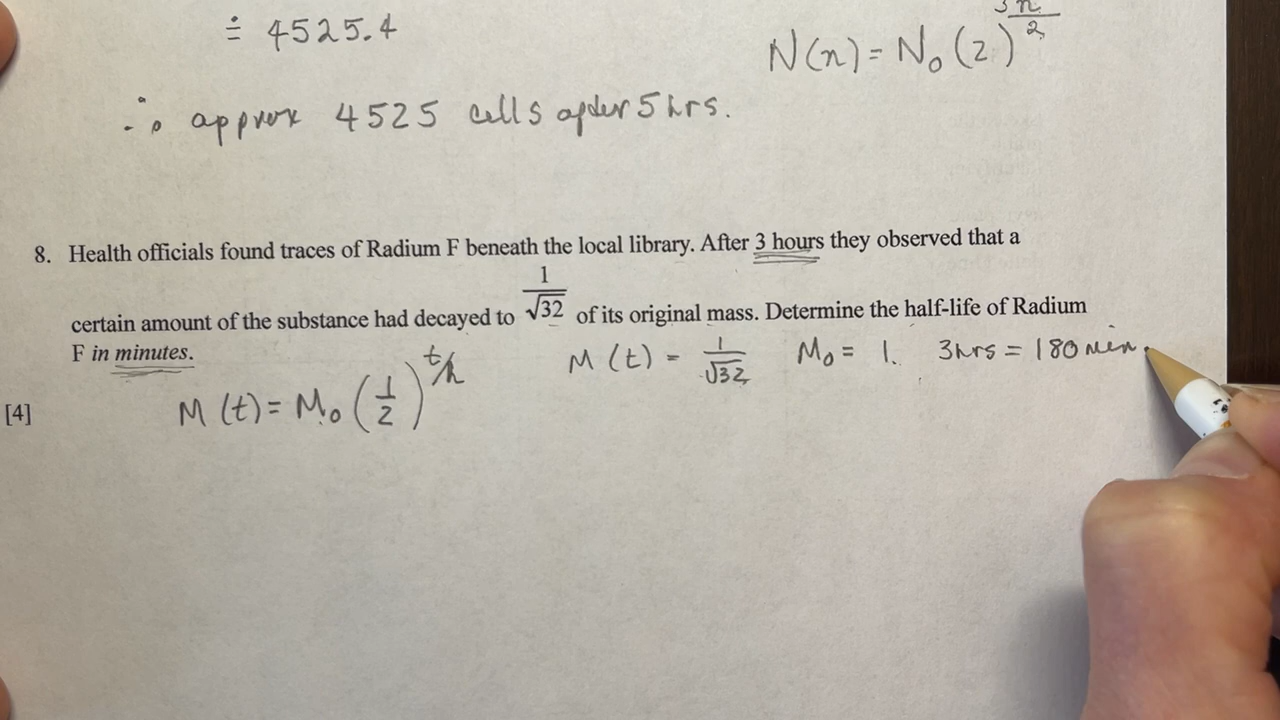 ≐ 4525.4
N(n) = N₀(2)^(3n/2)
∴ approx 4525 cells after 5 hrs.
8. Health officials found traces of Radium F beneath the local library. After 3 hours they observed that a
certain amount of the substance had decayed to 1/√32 of its original mass. Determine the half-life of Radium
F in minutes.
M(t) = 1/√32 M₀ = 1. 3hrs = 180 min.
[4] M(t) = M₀(1/2)^(t/h)